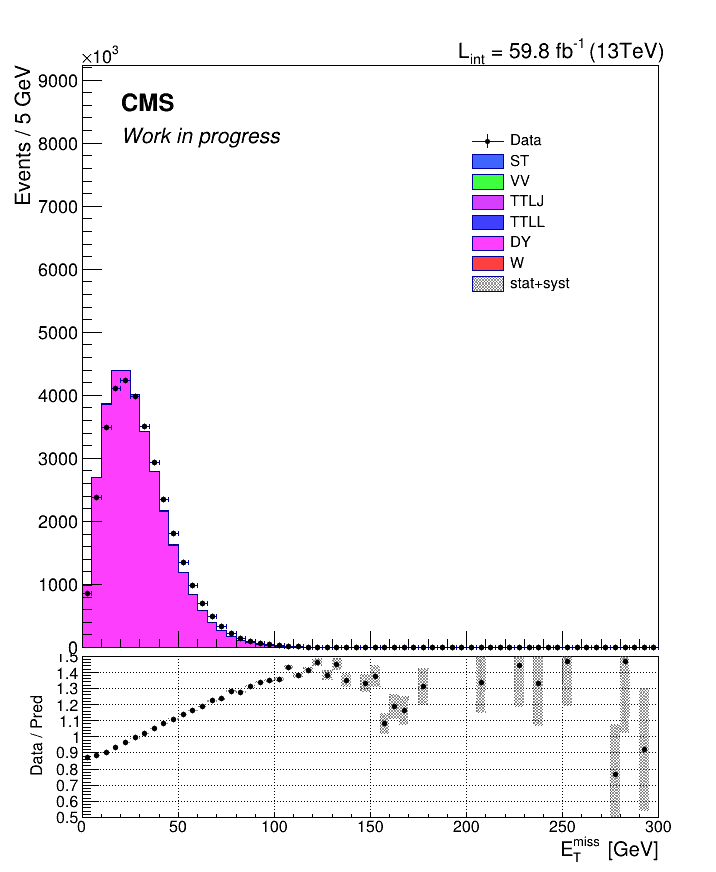 ×10³
L_int = 59.8 fb⁻¹ (13TeV)
Events / 5 GeV
CMS
Work in progress
Data
ST
VV
TTLJ
TTLL
DY
W
stat+syst
9000
8000
7000
6000
5000
4000
3000
2000
1000
0
Data / Pred
1.5
1.4
1.3
1.2
1.1
1
0.9
0.8
0.7
0.6
0.5
0 50 100 150 200 250 300
E_T^miss [GeV]